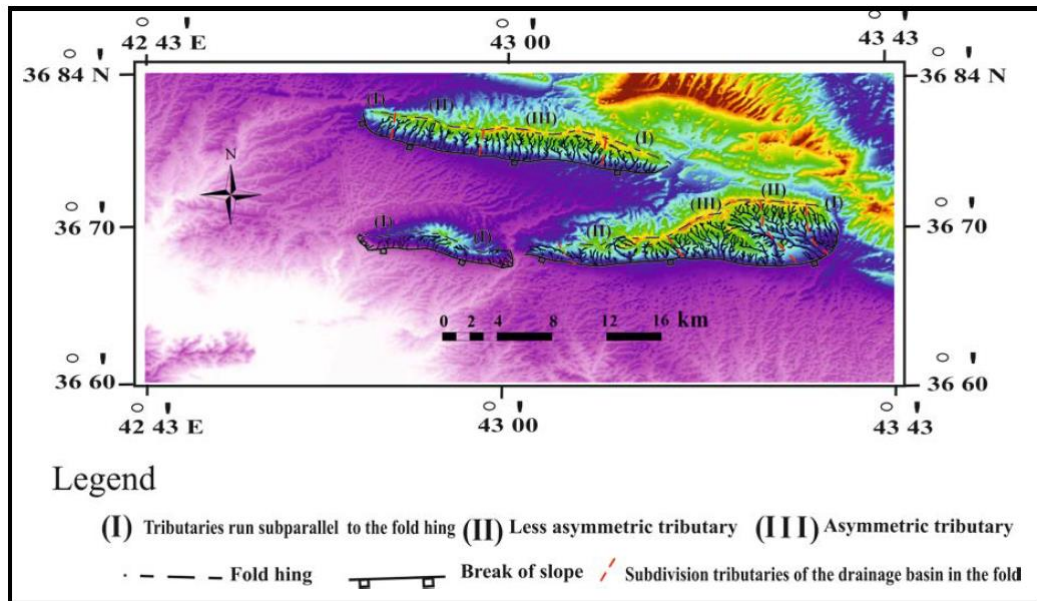 42 43 E 43 00 43 43
36 84 N 36 84 N
(I) (II) (III) (I)
N
36 70 (I) (I) (II) (III) (II) (I) 36 70
0 2 4 8 12 16 km
36 60 36 60
42 43 E 43 00 43 43
Legend
(I) Tributaries run subparallel to the fold hing (II) Less asymmetric tributary (III) Asymmetric tributary
Fold hing Break of slope Subdivision tributaries of the drainage basin in the fold